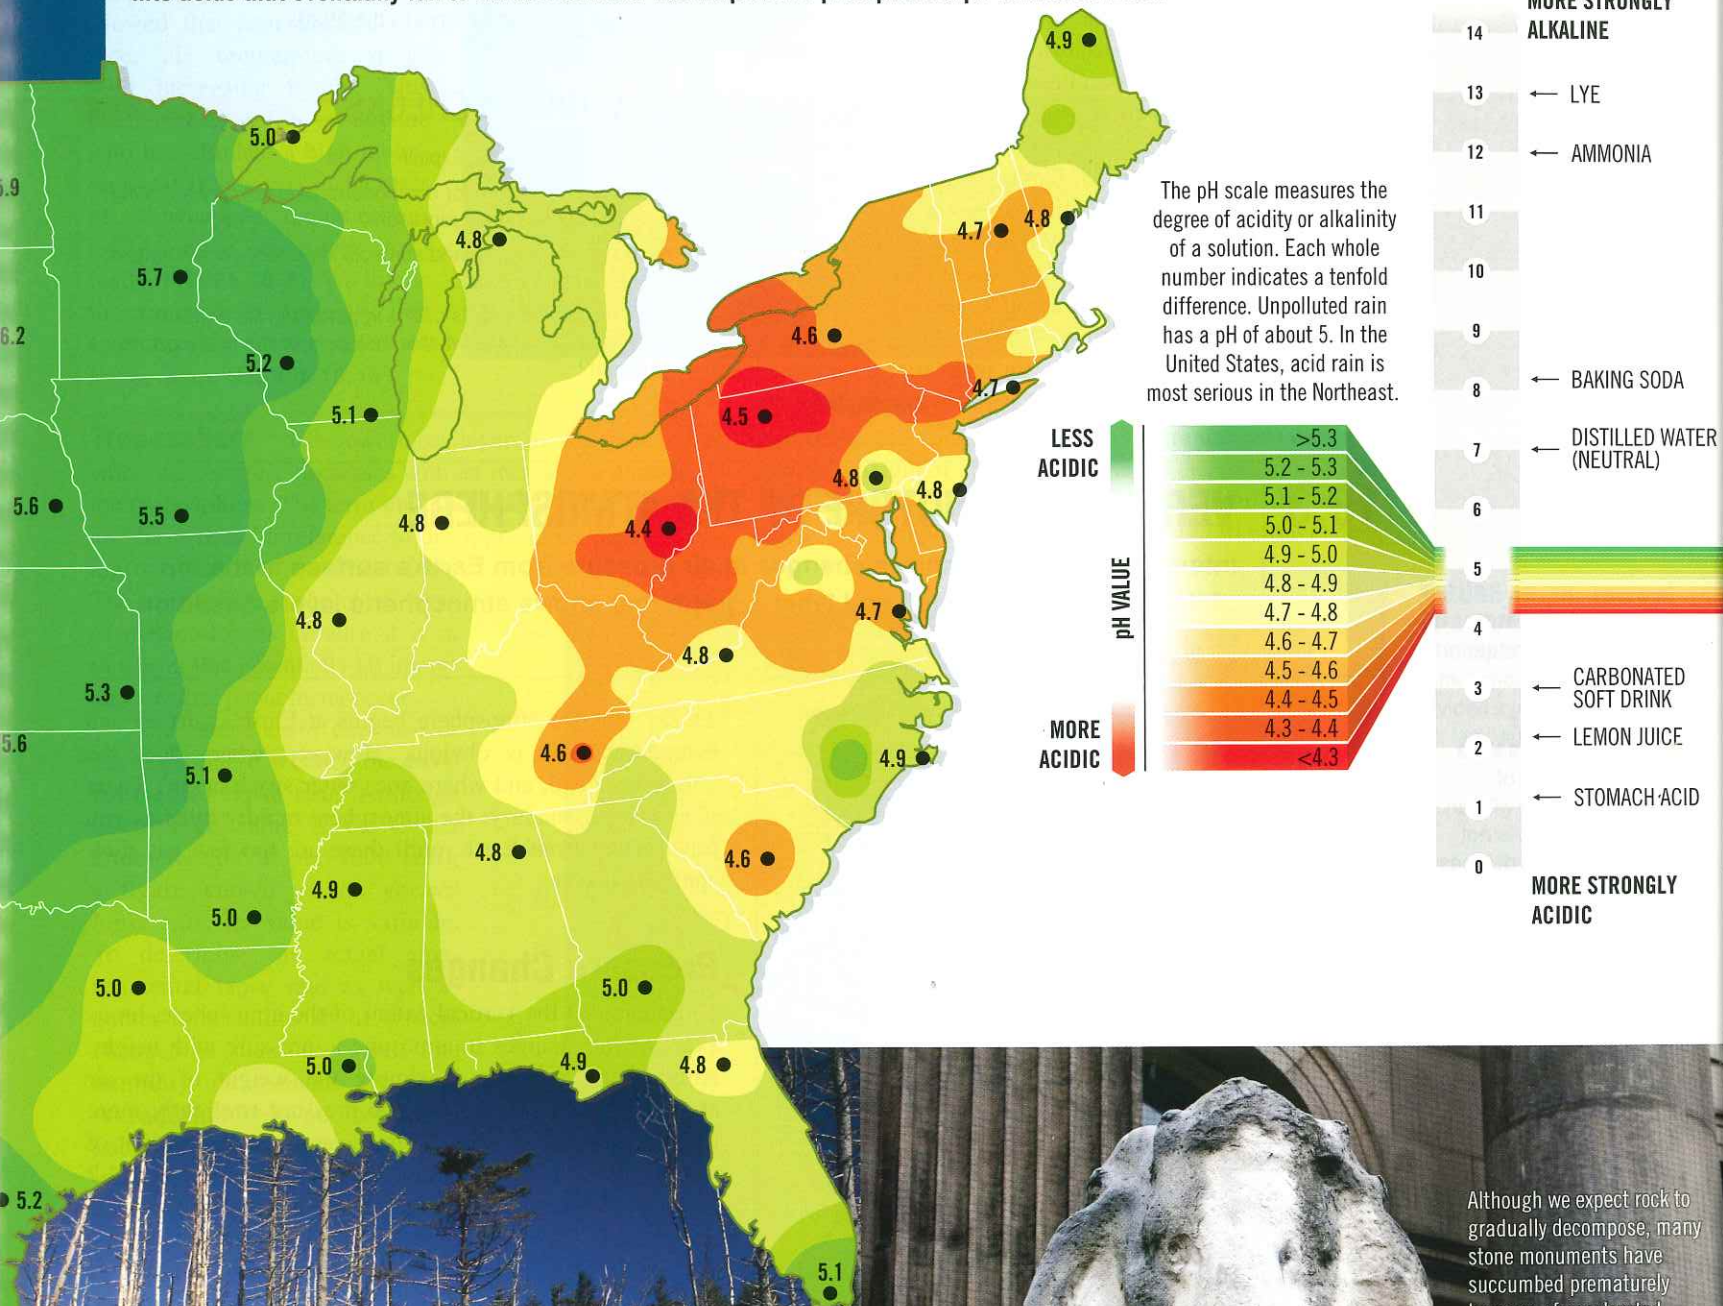 4.9
5.0
5.9
4.8
5.7
6.2
5.2
5.1
5.6
5.5
4.8
4.8
5.3
5.6
5.1
4.7
4.8
4.6
4.5
4.7
4.8
4.8
4.4
4.7
4.8
4.6
4.9
4.8
4.6
4.9
5.0
5.0
5.0
5.0
4.9
4.8
5.2
5.1
The pH scale measures the
degree of acidity or alkalinity
of a solution. Each whole
number indicates a tenfold
difference. Unpolluted rain
has a pH of about 5. In the
United States, acid rain is
most serious in the Northeast.
LESS
ACIDIC
pH VALUE
MORE
ACIDIC
>5.3
5.2 - 5.3
5.1 - 5.2
5.0 - 5.1
4.9 - 5.0
4.8 - 4.9
4.7 - 4.8
4.6 - 4.7
4.5 - 4.6
4.4 - 4.5
4.3 - 4.4
<4.3
MORE STRONGLY
ALKALINE
14
13 ← LYE
12 ← AMMONIA
11
10
9
8 ← BAKING SODA
7 ← DISTILLED WATER
(NEUTRAL)
6
5
4
3 ← CARBONATED
SOFT DRINK
2 ← LEMON JUICE
1 ← STOMACH ACID
0
MORE STRONGLY
ACIDIC
Although we expect rock to
gradually decompose, many
stone monuments have
succumbed prematurely